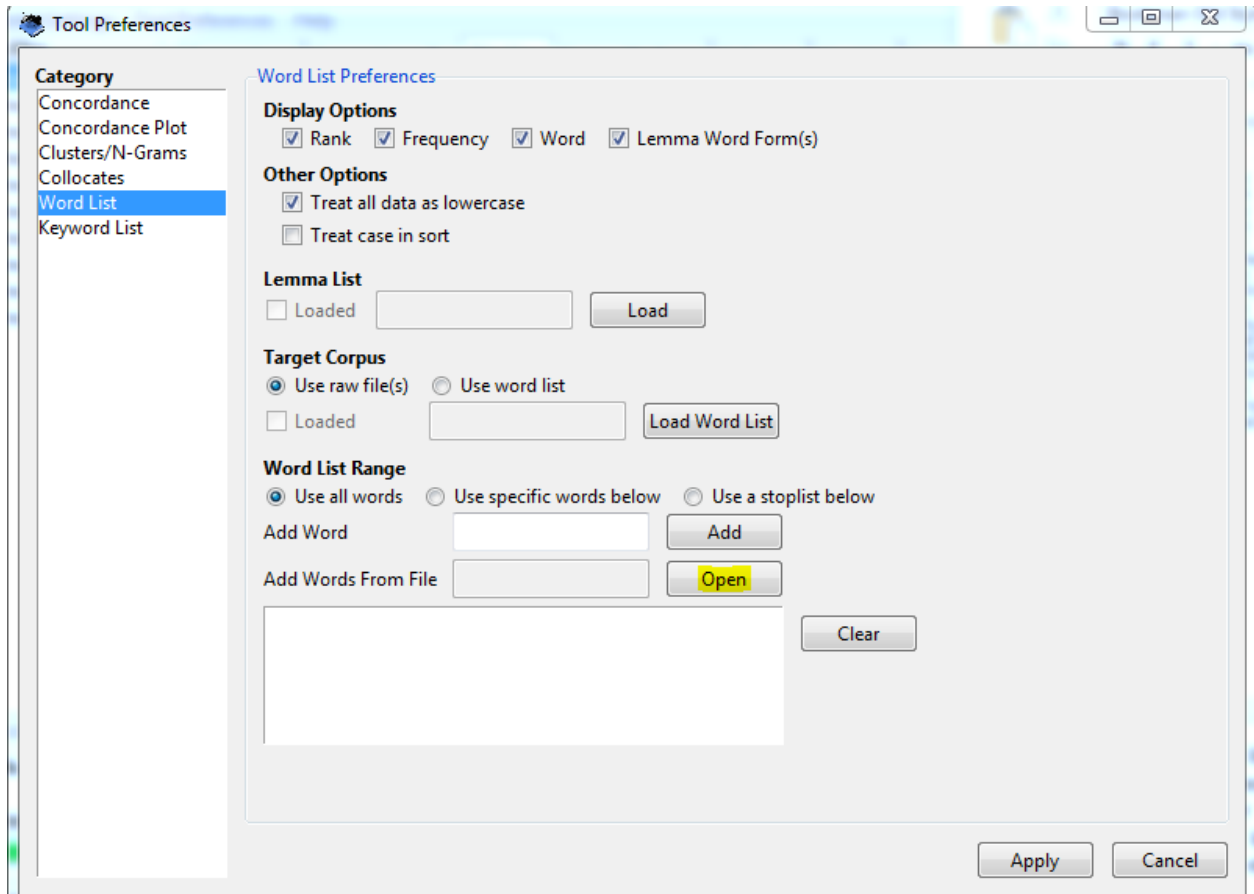 Tool Preferences
Category
Concordance
Concordance Plot
Clusters/N-Grams
Collocates
Word List
Keyword List
Word List Preferences
Display Options
Rank Frequency Word Lemma Word Form(s)
Other Options
Treat all data as lowercase
Treat case in sort
Lemma List
Loaded Load
Target Corpus
Use raw file(s) Use word list
Loaded Load Word List
Word List Range
Use all words Use specific words below Use a stoplist below
Add Word Add
Add Words From File Open
Clear
Apply Cancel